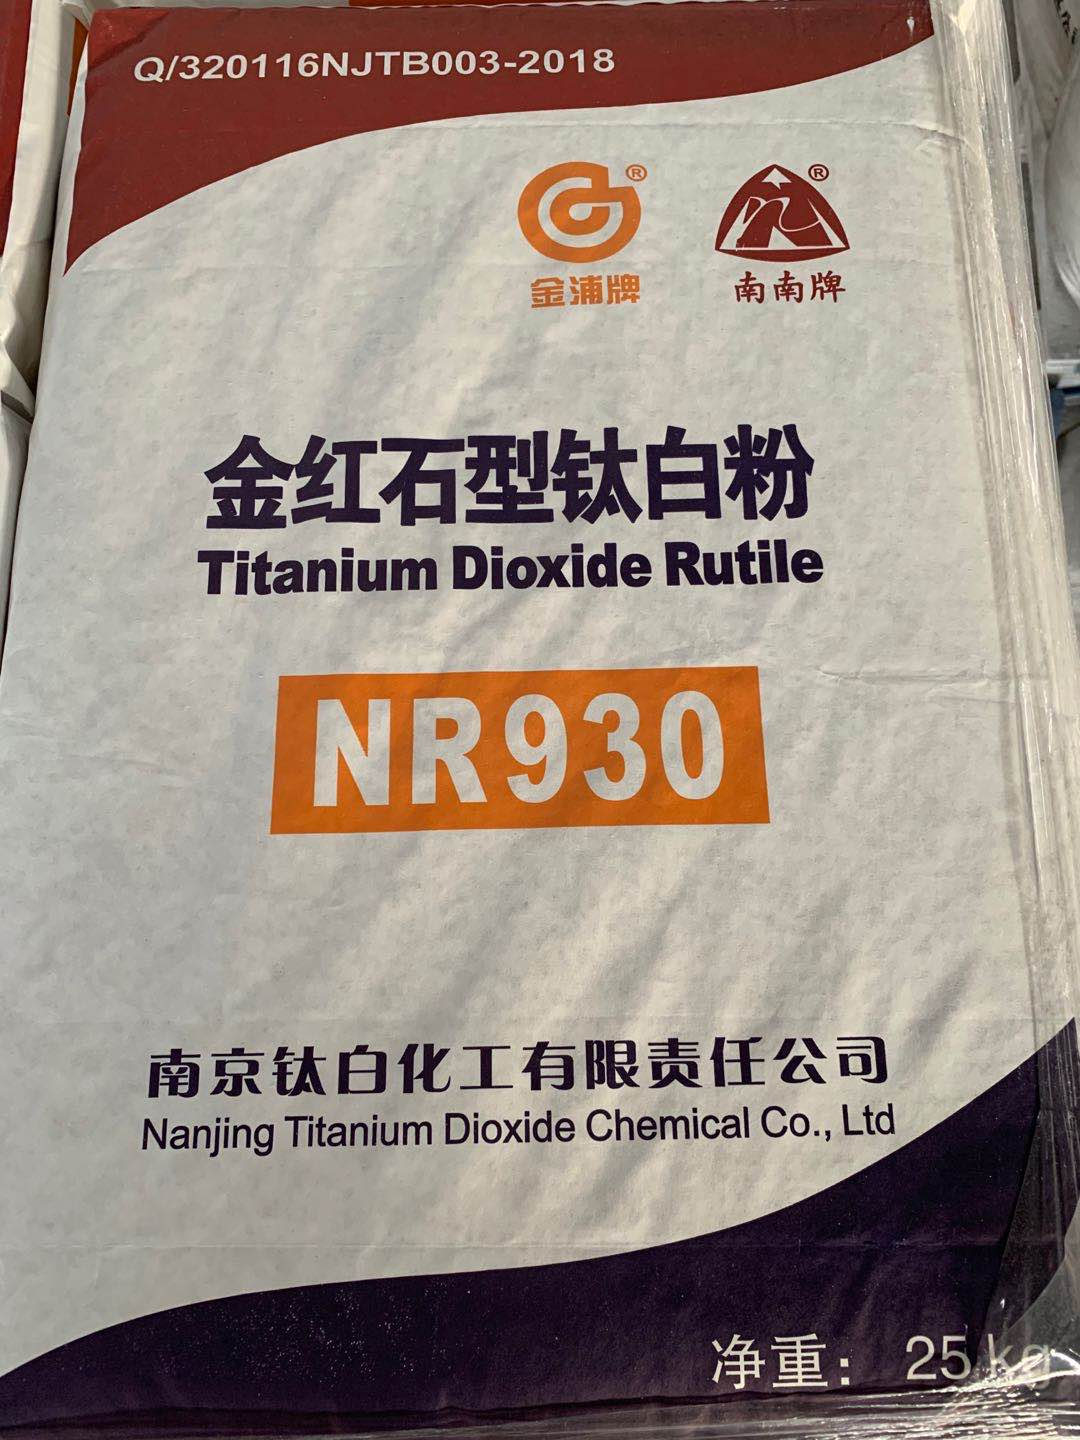 Q/320116NJTB003-2018
® ®
金浦牌 南南牌
金红石型钛白粉
Titanium Dioxide Rutile
NR930
南京钛白化工有限责任公司
Nanjing Titanium Dioxide Chemical Co., Ltd
净重: 25 kg